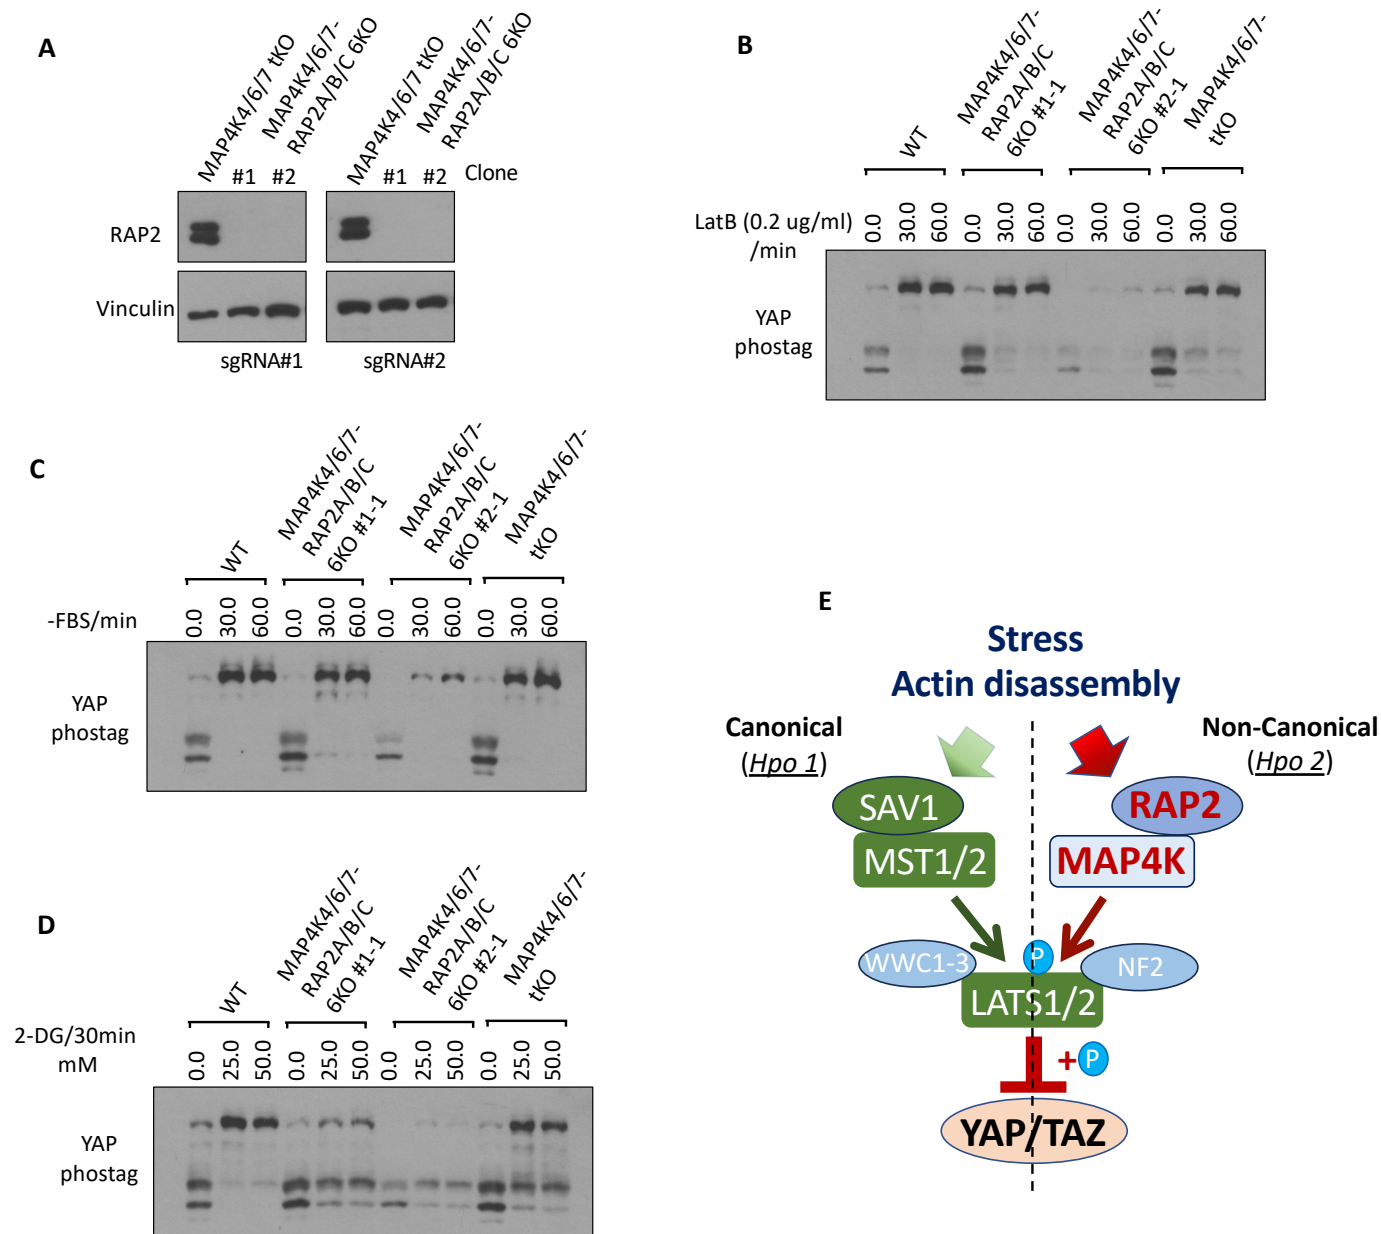 A
MAP4K4/6/7 tKO
MAP4K4/6/7-
RAP2A/B/C 6KO
MAP4K4/6/7 tKO
MAP4K4/6/7-
RAP2A/B/C 6KO
#1 #2 #1 #2 Clone
RAP2
Vinculin
sgRNA#1 sgRNA#2
B
WT
MAP4K4/6/7-
RAP2A/B/C
6KO #1-1
MAP4K4/6/7-
RAP2A/B/C
6KO #2-1
MAP4K4/6/7-
tKO
LatB (0.2 ug/ml)
/min
0.0 30.0 60.0 0.0 30.0 60.0 0.0 30.0 60.0 0.0 30.0 60.0
YAP
phostag
C
WT
MAP4K4/6/7-
RAP2A/B/C
6KO #1-1
MAP4K4/6/7-
RAP2A/B/C
6KO #2-1
MAP4K4/6/7-
tKO
-FBS/min
0.0 30.0 60.0 0.0 30.0 60.0 0.0 30.0 60.0 0.0 30.0 60.0
YAP
phostag
D
WT
MAP4K4/6/7-
RAP2A/B/C
6KO #1-1
MAP4K4/6/7-
RAP2A/B/C
6KO #2-1
MAP4K4/6/7-
tKO
2-DG/30min
mM
0.0 25.0 50.0 0.0 25.0 50.0 0.0 25.0 50.0 0.0 25.0 50.0
YAP
phostag
E
Stress
Actin disassembly
Canonical
(Hpo 1)
Non-Canonical
(Hpo 2)
SAV1
RAP2
MST1/2
MAP4K
WWC1-3
P
NF2
LATS1/2
+P
YAP/TAZ